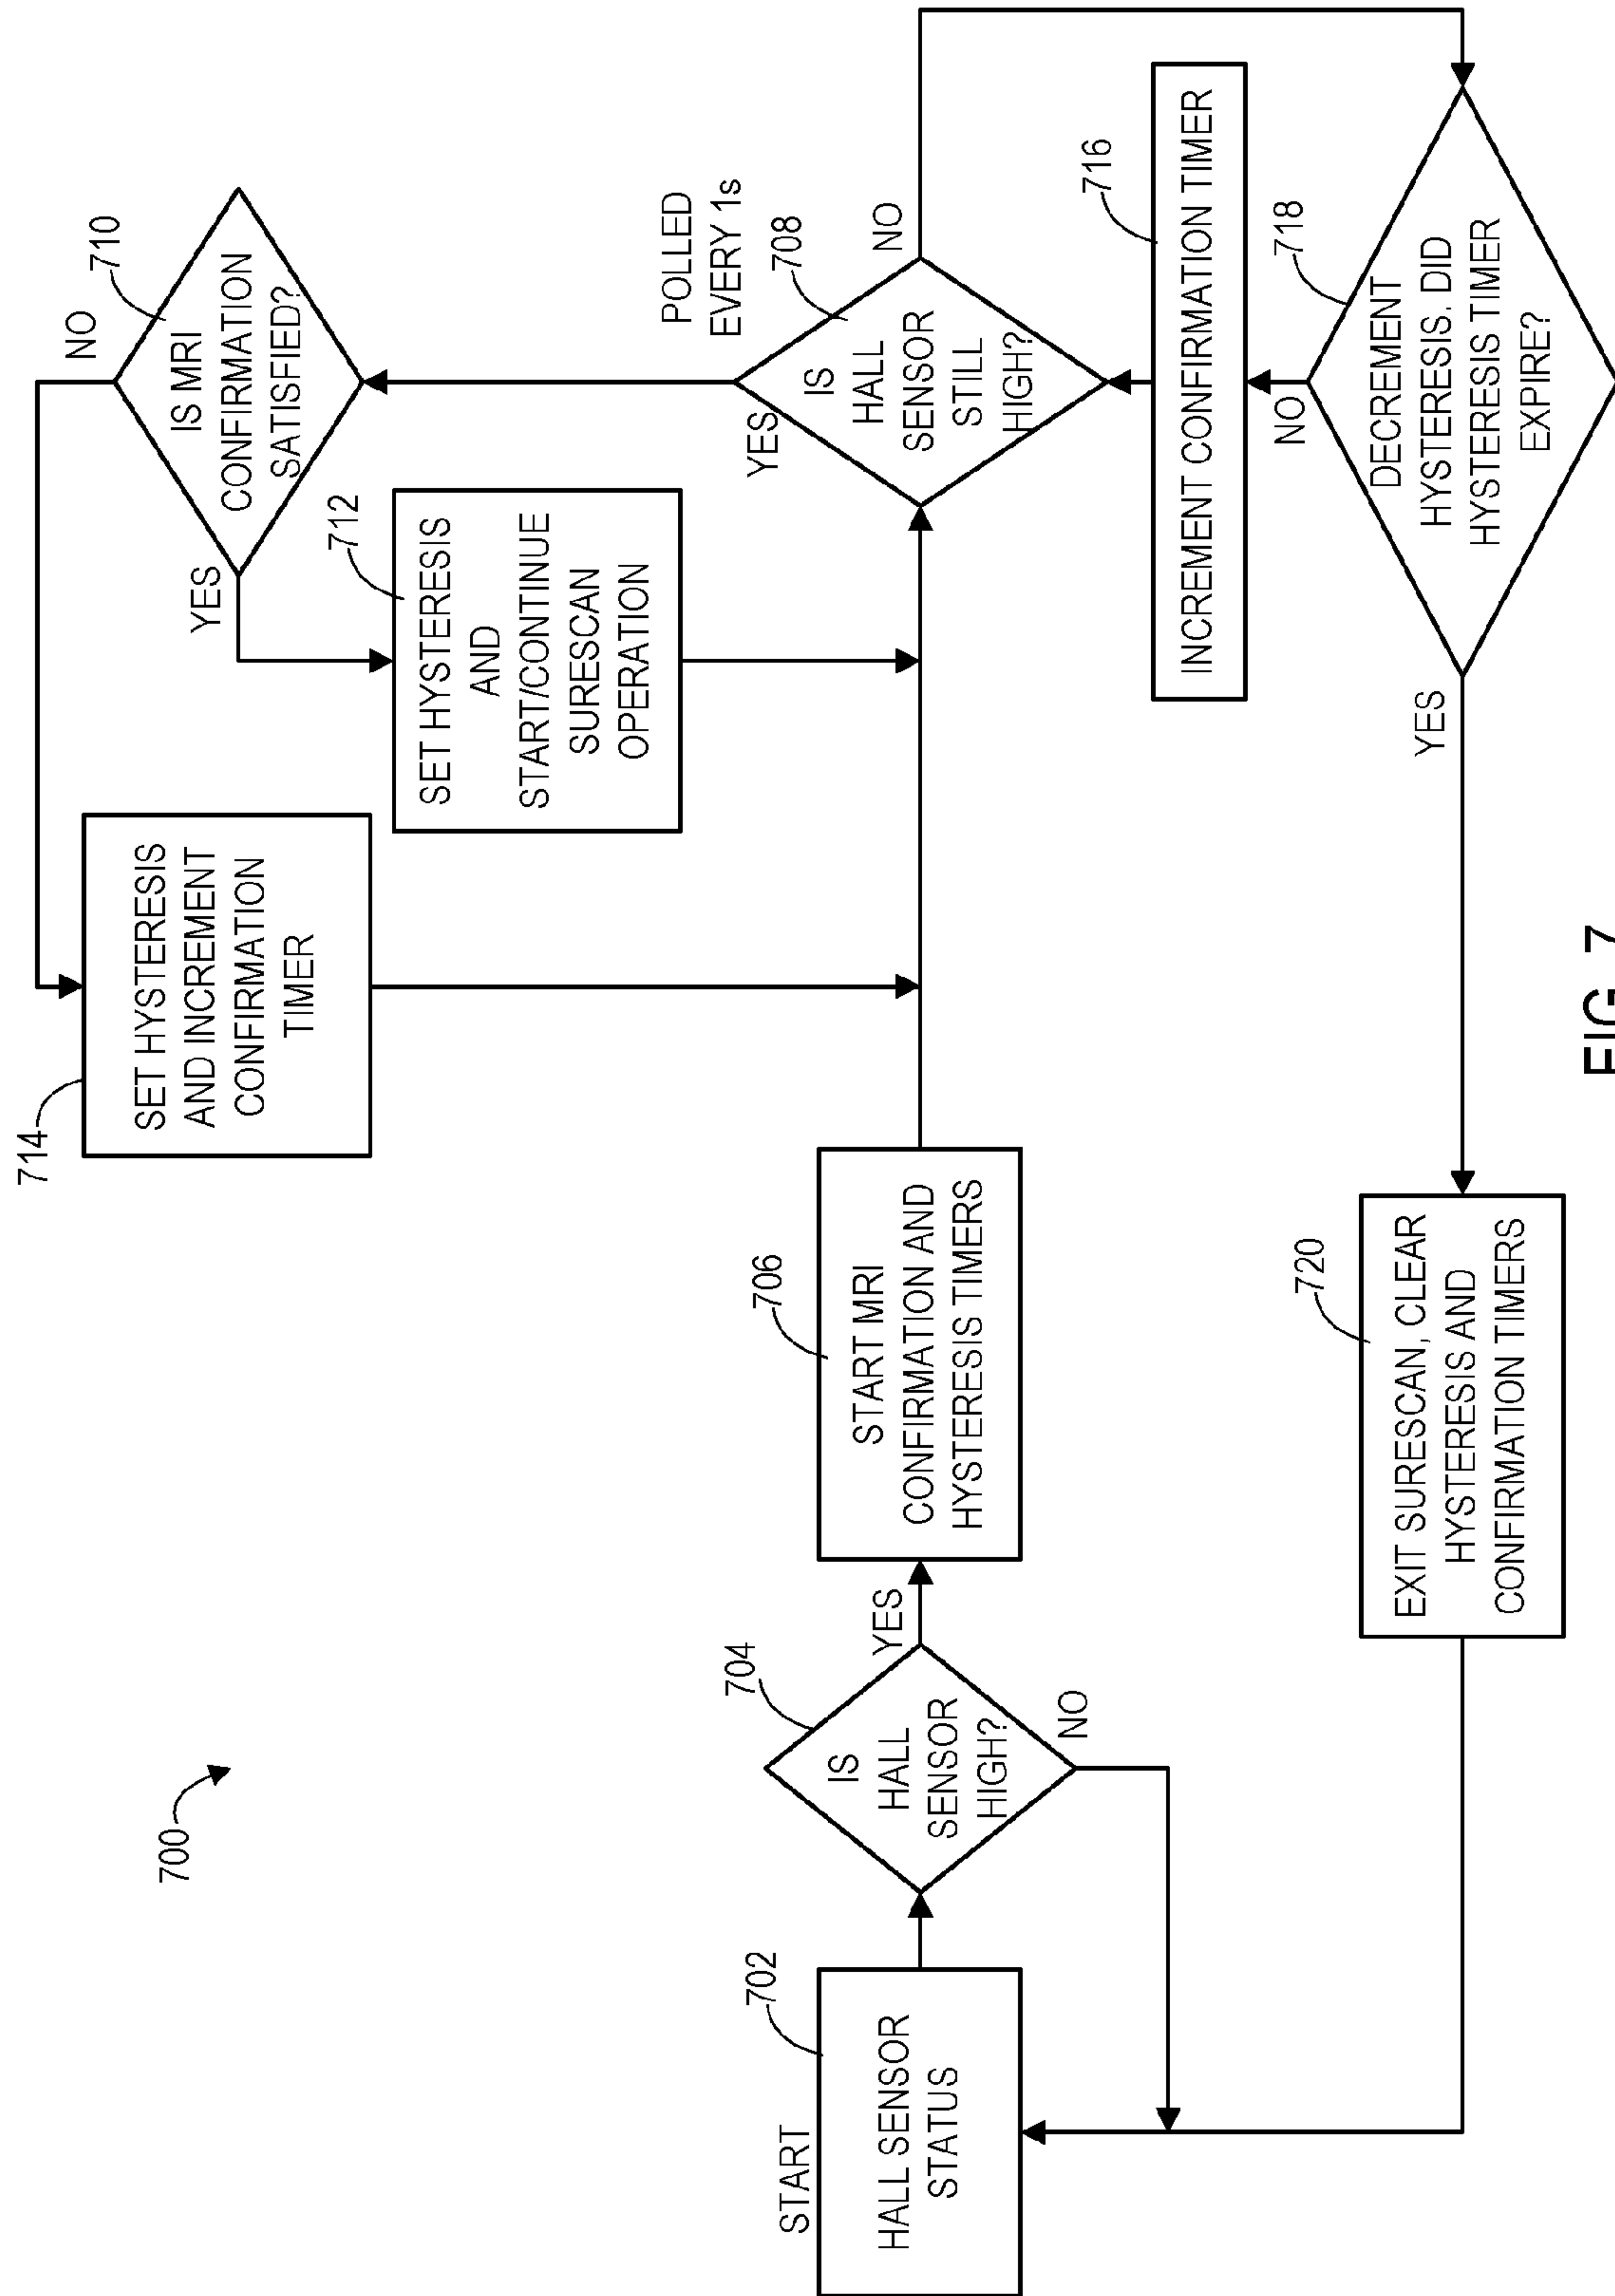 700
START
702
HALL SENSOR
STATUS
704
IS
HALL
SENSOR
HIGH?
YES
NO
706
START MRI
CONFIRMATION AND
HYSTERESIS TIMERS
714
SET HYSTERESIS
AND INCREMENT
CONFIRMATION
TIMER
712
SET HYSTERESIS
AND
START/CONTINUE
SURESCAN
OPERATION
YES
710
IS MRI
CONFIRMATION
SATISFIED?
NO
POLLED
EVERY 1s
708
IS
HALL
SENSOR
STILL
HIGH?
YES
NO
716
INCREMENT CONFIRMATION TIMER
NO
718
DECREMENT
HYSTERESIS. DID
HYSTERESIS TIMER
EXPIRE?
YES
720
EXIT SURESCAN, CLEAR
HYSTERESIS AND
CONFIRMATION TIMERS
FIG. 7